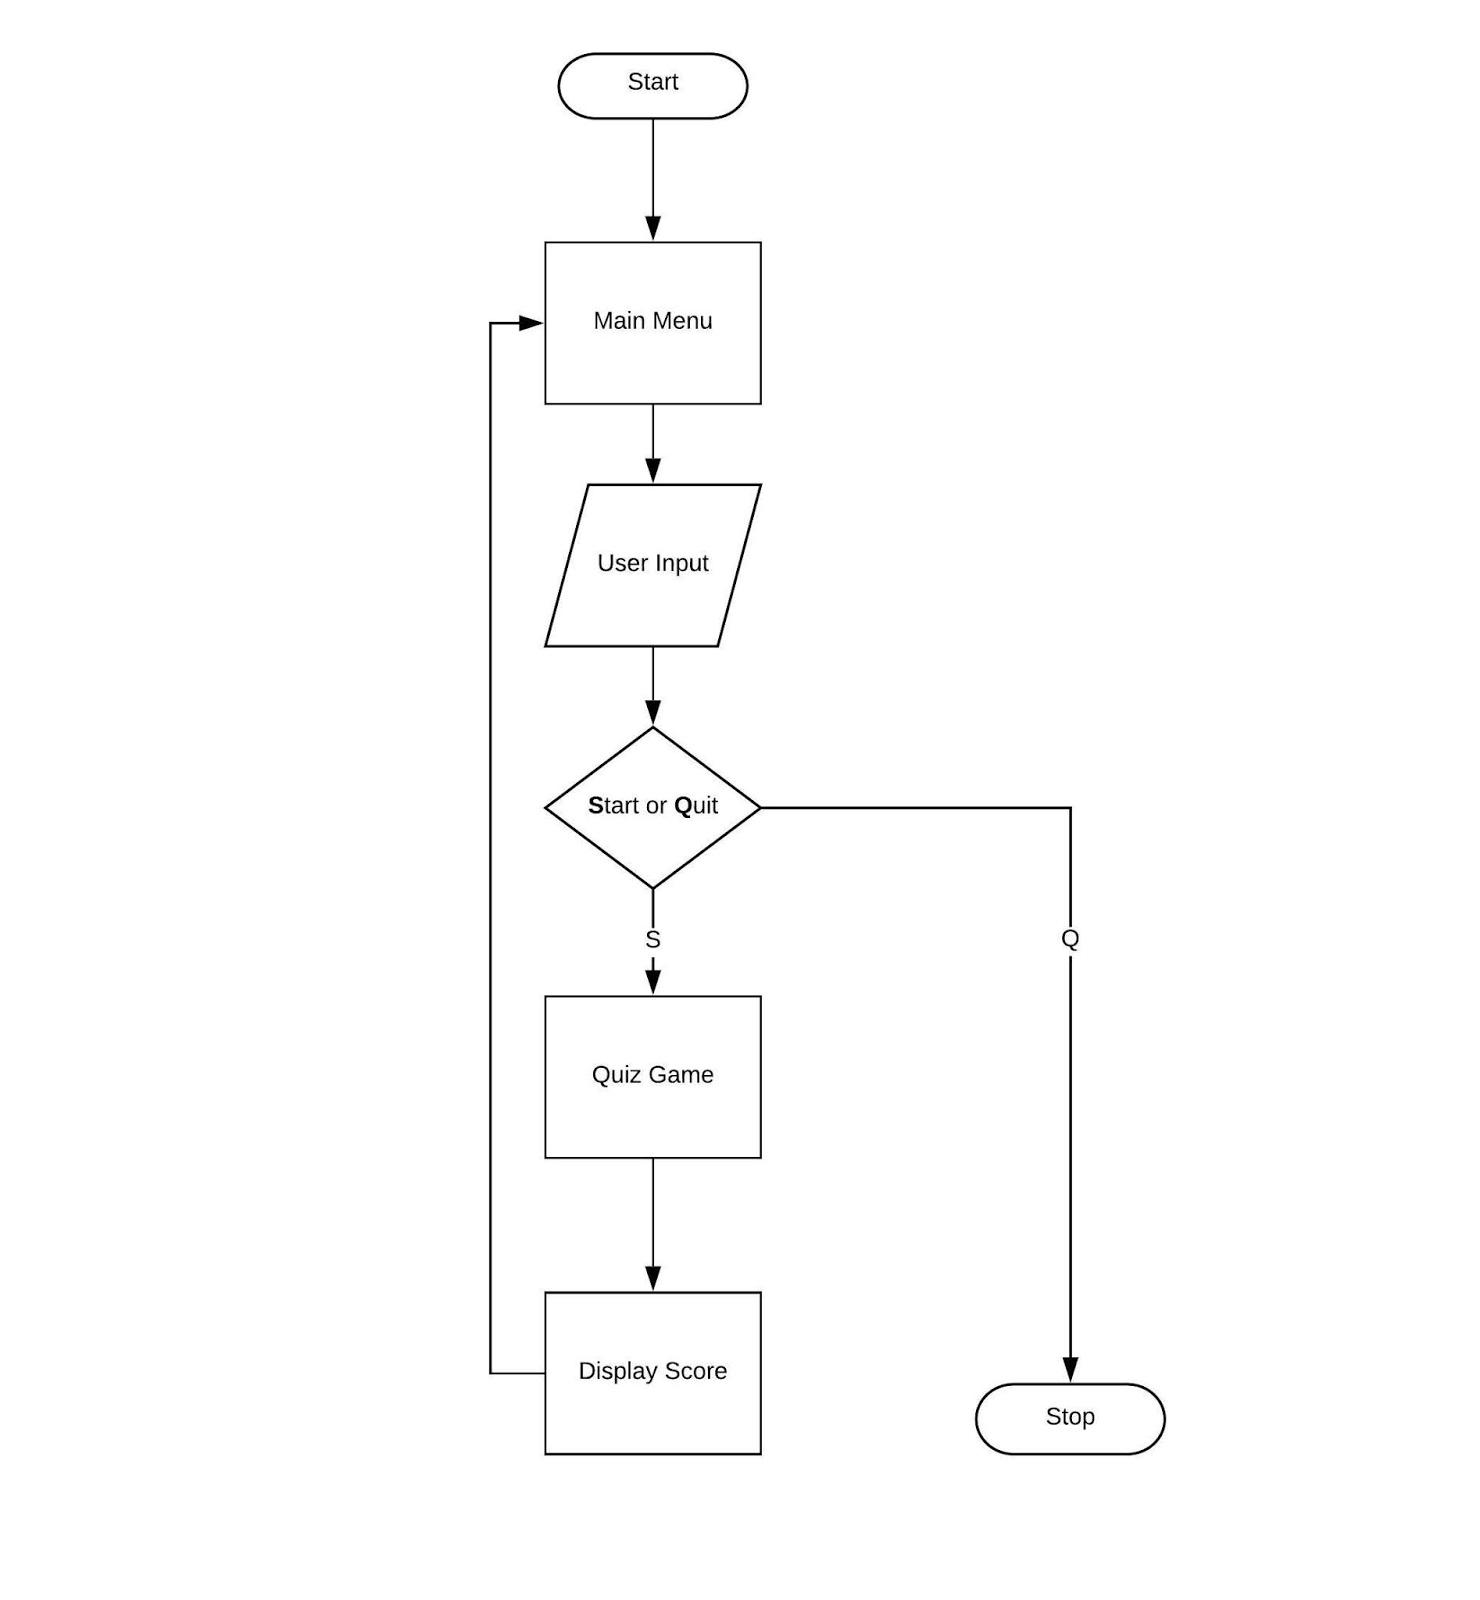 Start
Main Menu
User Input
Start or Quit
S
Q
Quiz Game
Display Score
Stop